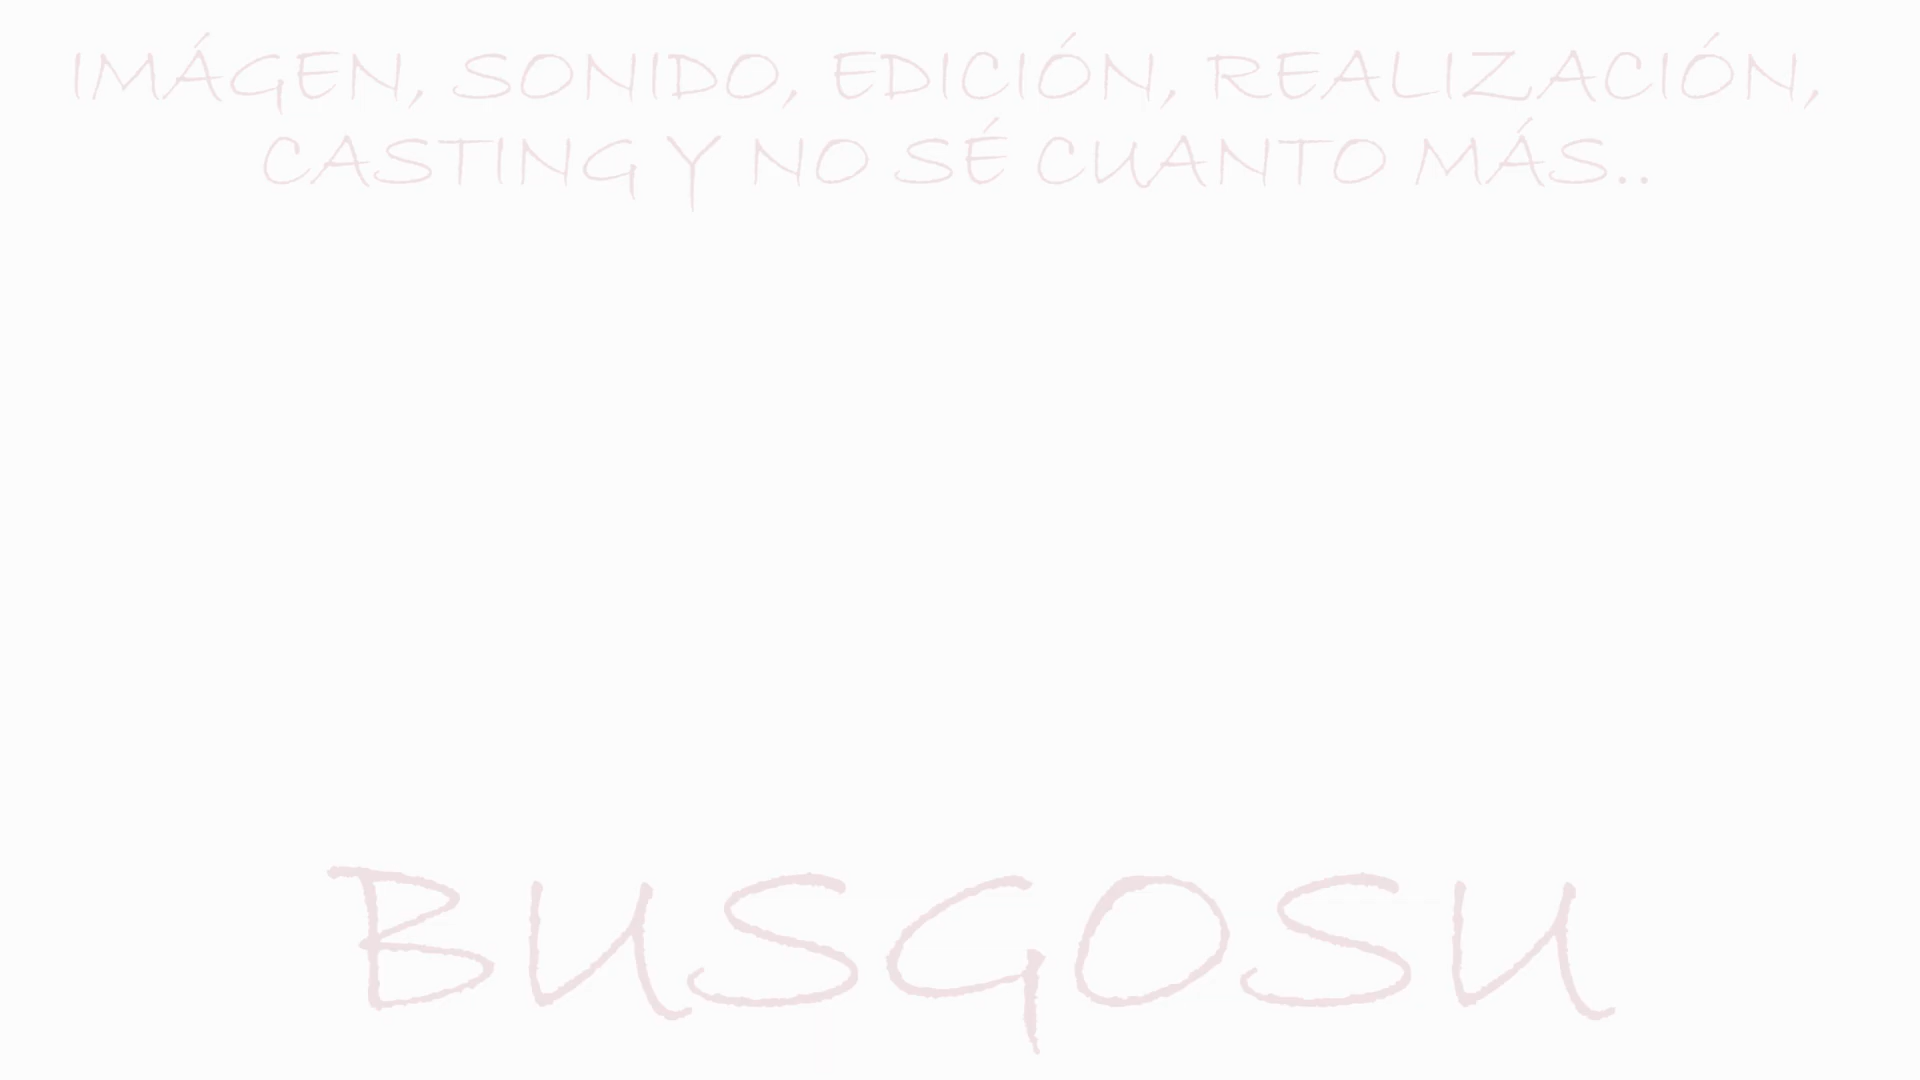 IMÁGEN, SONIDO, EDICIÓN, REALIZACIÓN,
CASTING Y NO SÉ CUANTO MÁS..
BUSGOSU